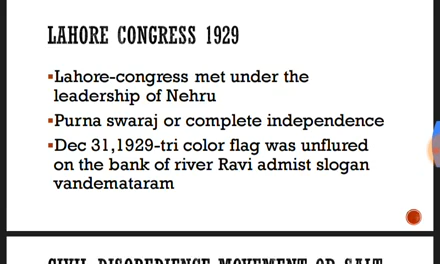 LAHORE CONGRESS 1929
▪Lahore-congress met under the
leadership of Nehru
▪Purna swaraj or complete independence
▪Dec 31,1929-tri color flag was unflured
on the bank of river Ravi admist slogan
vandemataram
CIVIL DISOBEDIENCE MOVEMENT OR SALT